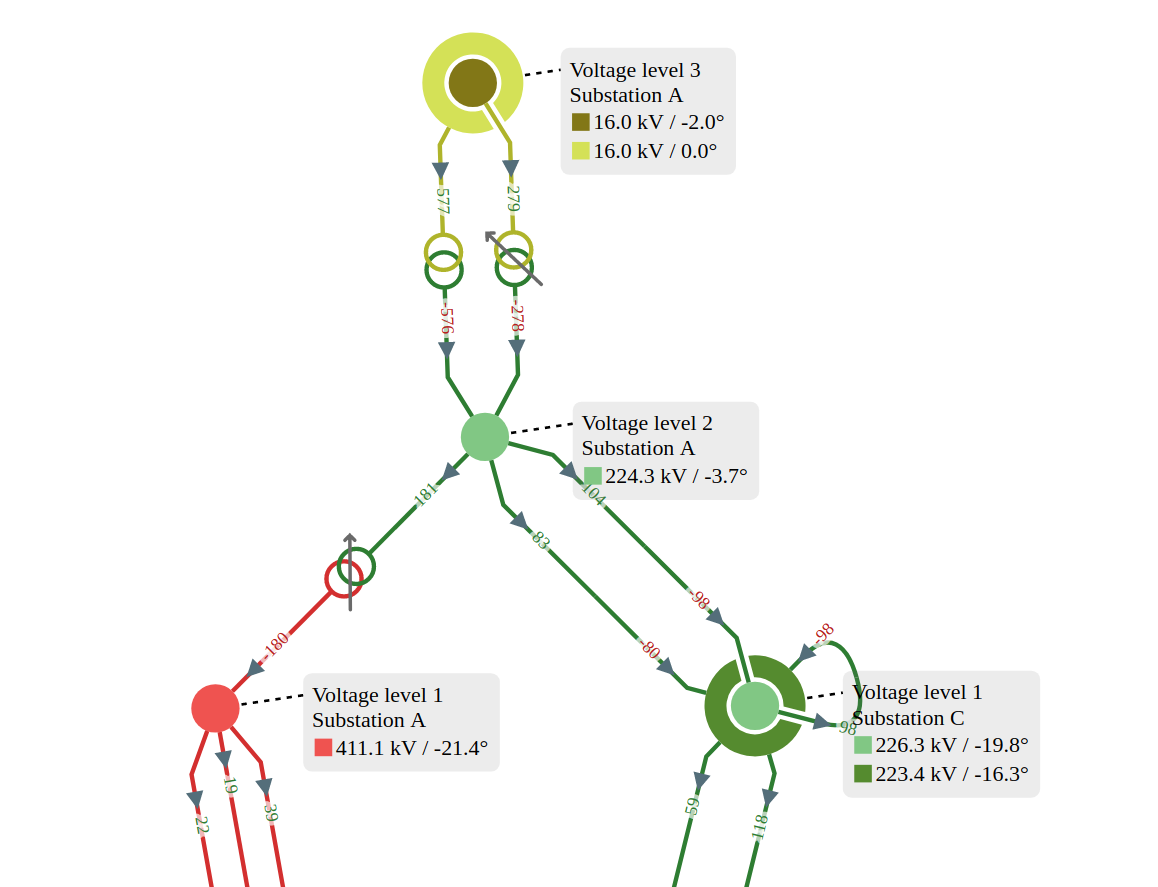 Voltage level 3
Substation A
16.0 kV / -2.0°
16.0 kV / 0.0°
577
279
-576
-278
Voltage level 2
Substation A
224.3 kV / -3.7°
181
104
83
-98
-80
-180
-98
Voltage level 1
Substation A
411.1 kV / -21.4°
Voltage level 1
Substation C
226.3 kV / -19.8°
223.4 kV / -16.3°
98
19
22
39
59
118